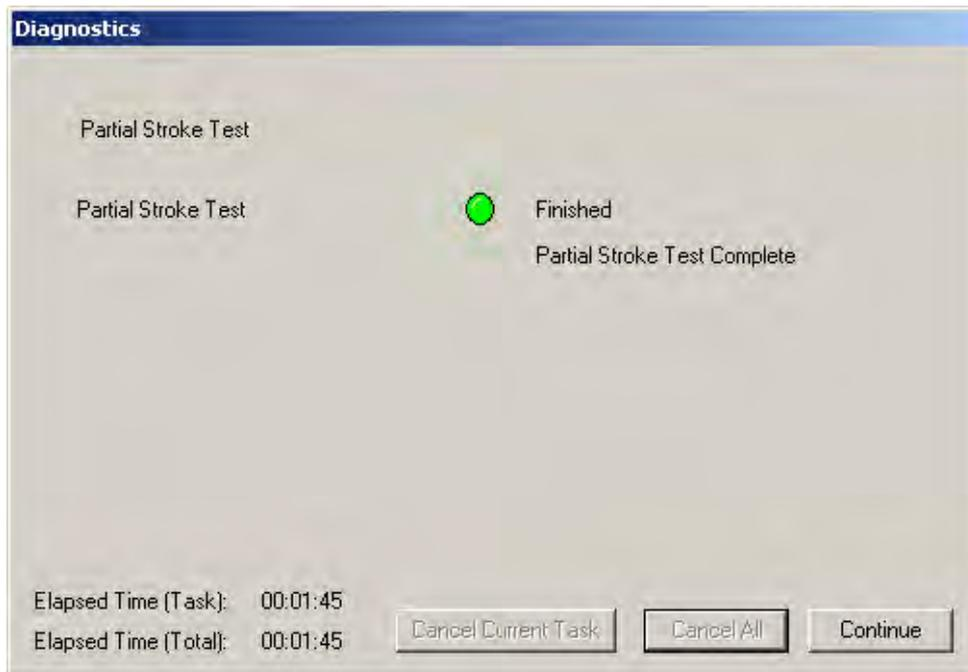 Diagnostics
Partial Stroke Test
Partial Stroke Test Finished
Partial Stroke Test Complete
Elapsed Time (Task): 00:01:45
Elapsed Time (Total): 00:01:45
Cancel Current Task Cancel All Continue